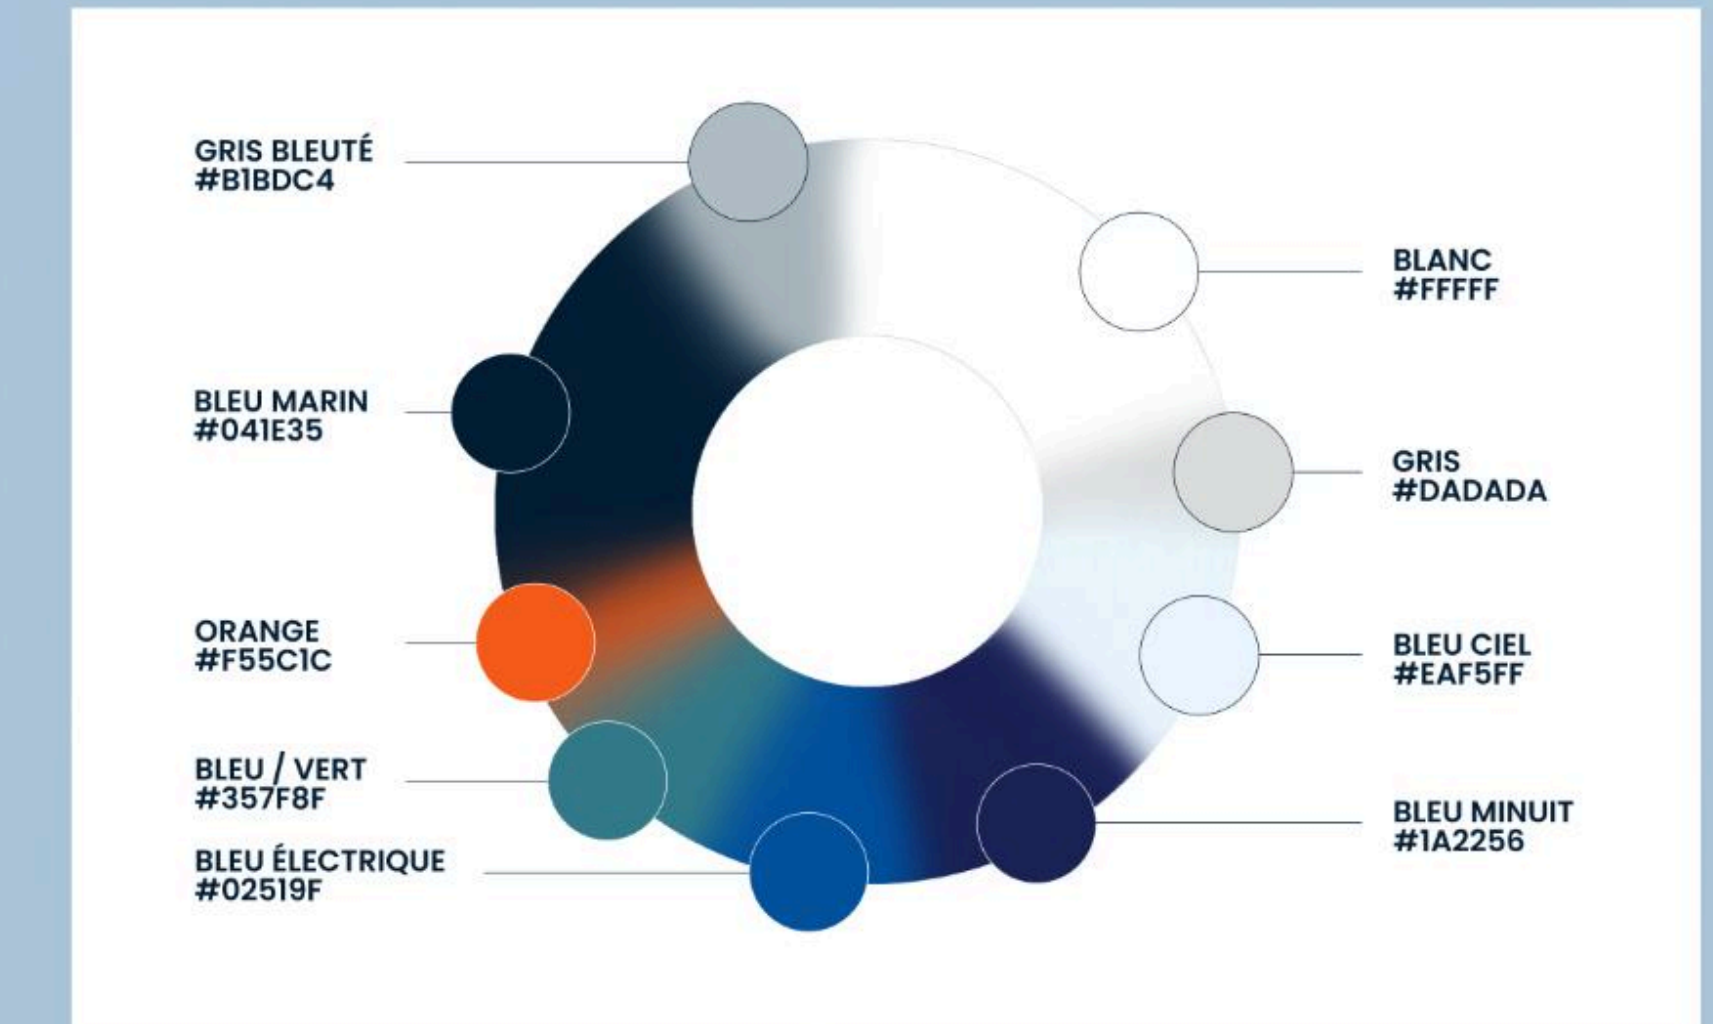 GRIS BLEUTÉ
#B1BDC4
BLEU MARIN
#041E35
ORANGE
#F55C1C
BLEU / VERT
#357F8F
BLEU ÉLECTRIQUE
#02519F
BLANC
#FFFFF
GRIS
#DADADA
BLEU CIEL
#EAF5FF
BLEU MINUIT
#1A2256